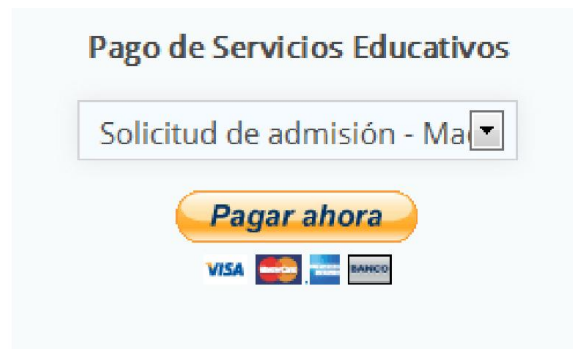 Pago de Servicios Educativos
Solicitud de admisión - Ma
Pagar ahora
VISA BANCO